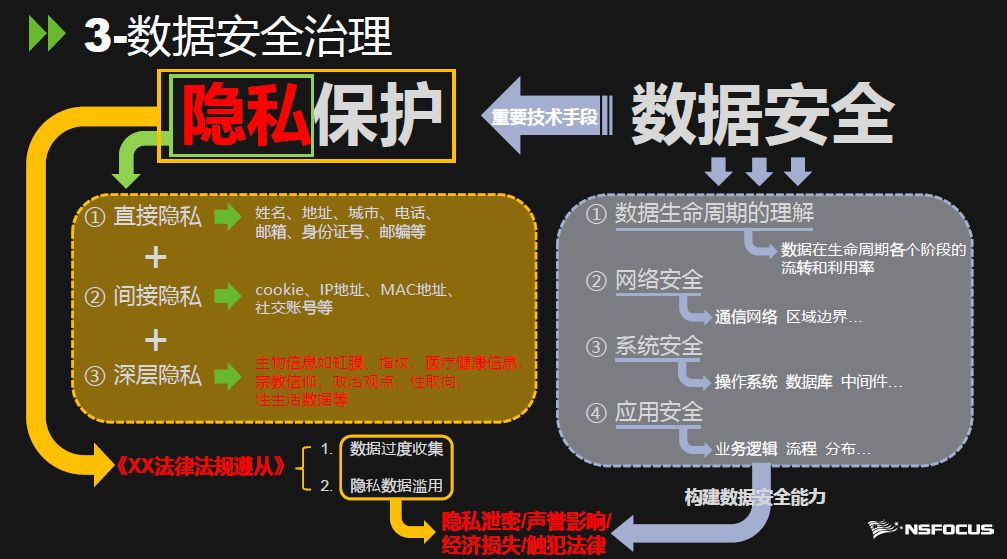 3-数据安全治理
隐私保护
重要技术手段
数据安全
① 直接隐私
姓名、地址、城市、电话、
邮箱、身份证号、邮编等
+
② 间接隐私
cookie、IP地址、MAC地址、
社交账号等
+
③ 深层隐私
生物信息如虹膜、指纹，医疗健康信息，
宗教信仰，政治观点，性取向，
性生活数据等
① 数据生命周期的理解
数据在生命周期各个阶段的
流转和利用率
② 网络安全
通信网络 区域边界...
③ 系统安全
操作系统 数据库 中间件...
④ 应用安全
业务逻辑 流程 分布...
《XX法律法规遵从》
1. 数据过度收集
2. 隐私数据滥用
构建数据安全能力
隐私泄密/声誉影响/
经济损失/触犯法律
NSFOCUS